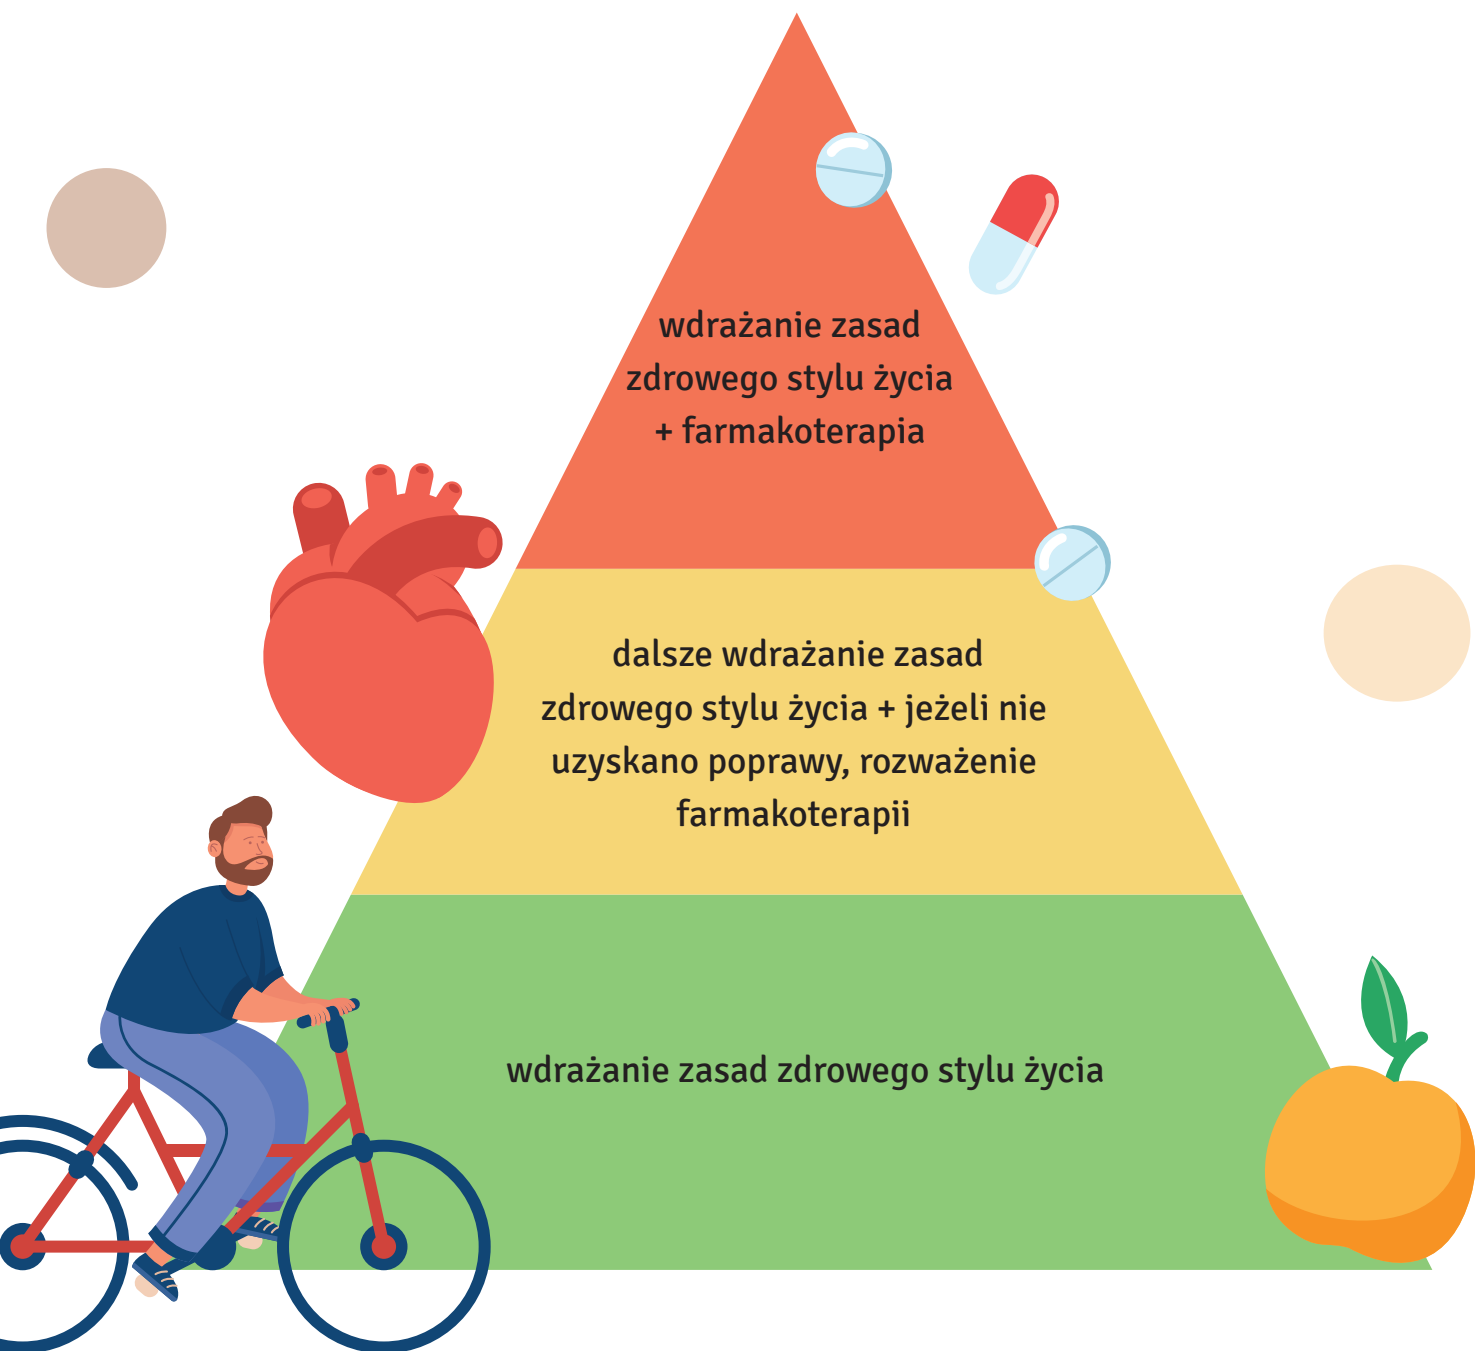 wdrażanie zasad
zdrowego stylu życia
+ farmakoterapia
dalsze wdrażanie zasad
zdrowego stylu życia + jeżeli nie
uzyskano poprawy, rozważenie
farmakoterapii
wdrażanie zasad zdrowego stylu życia